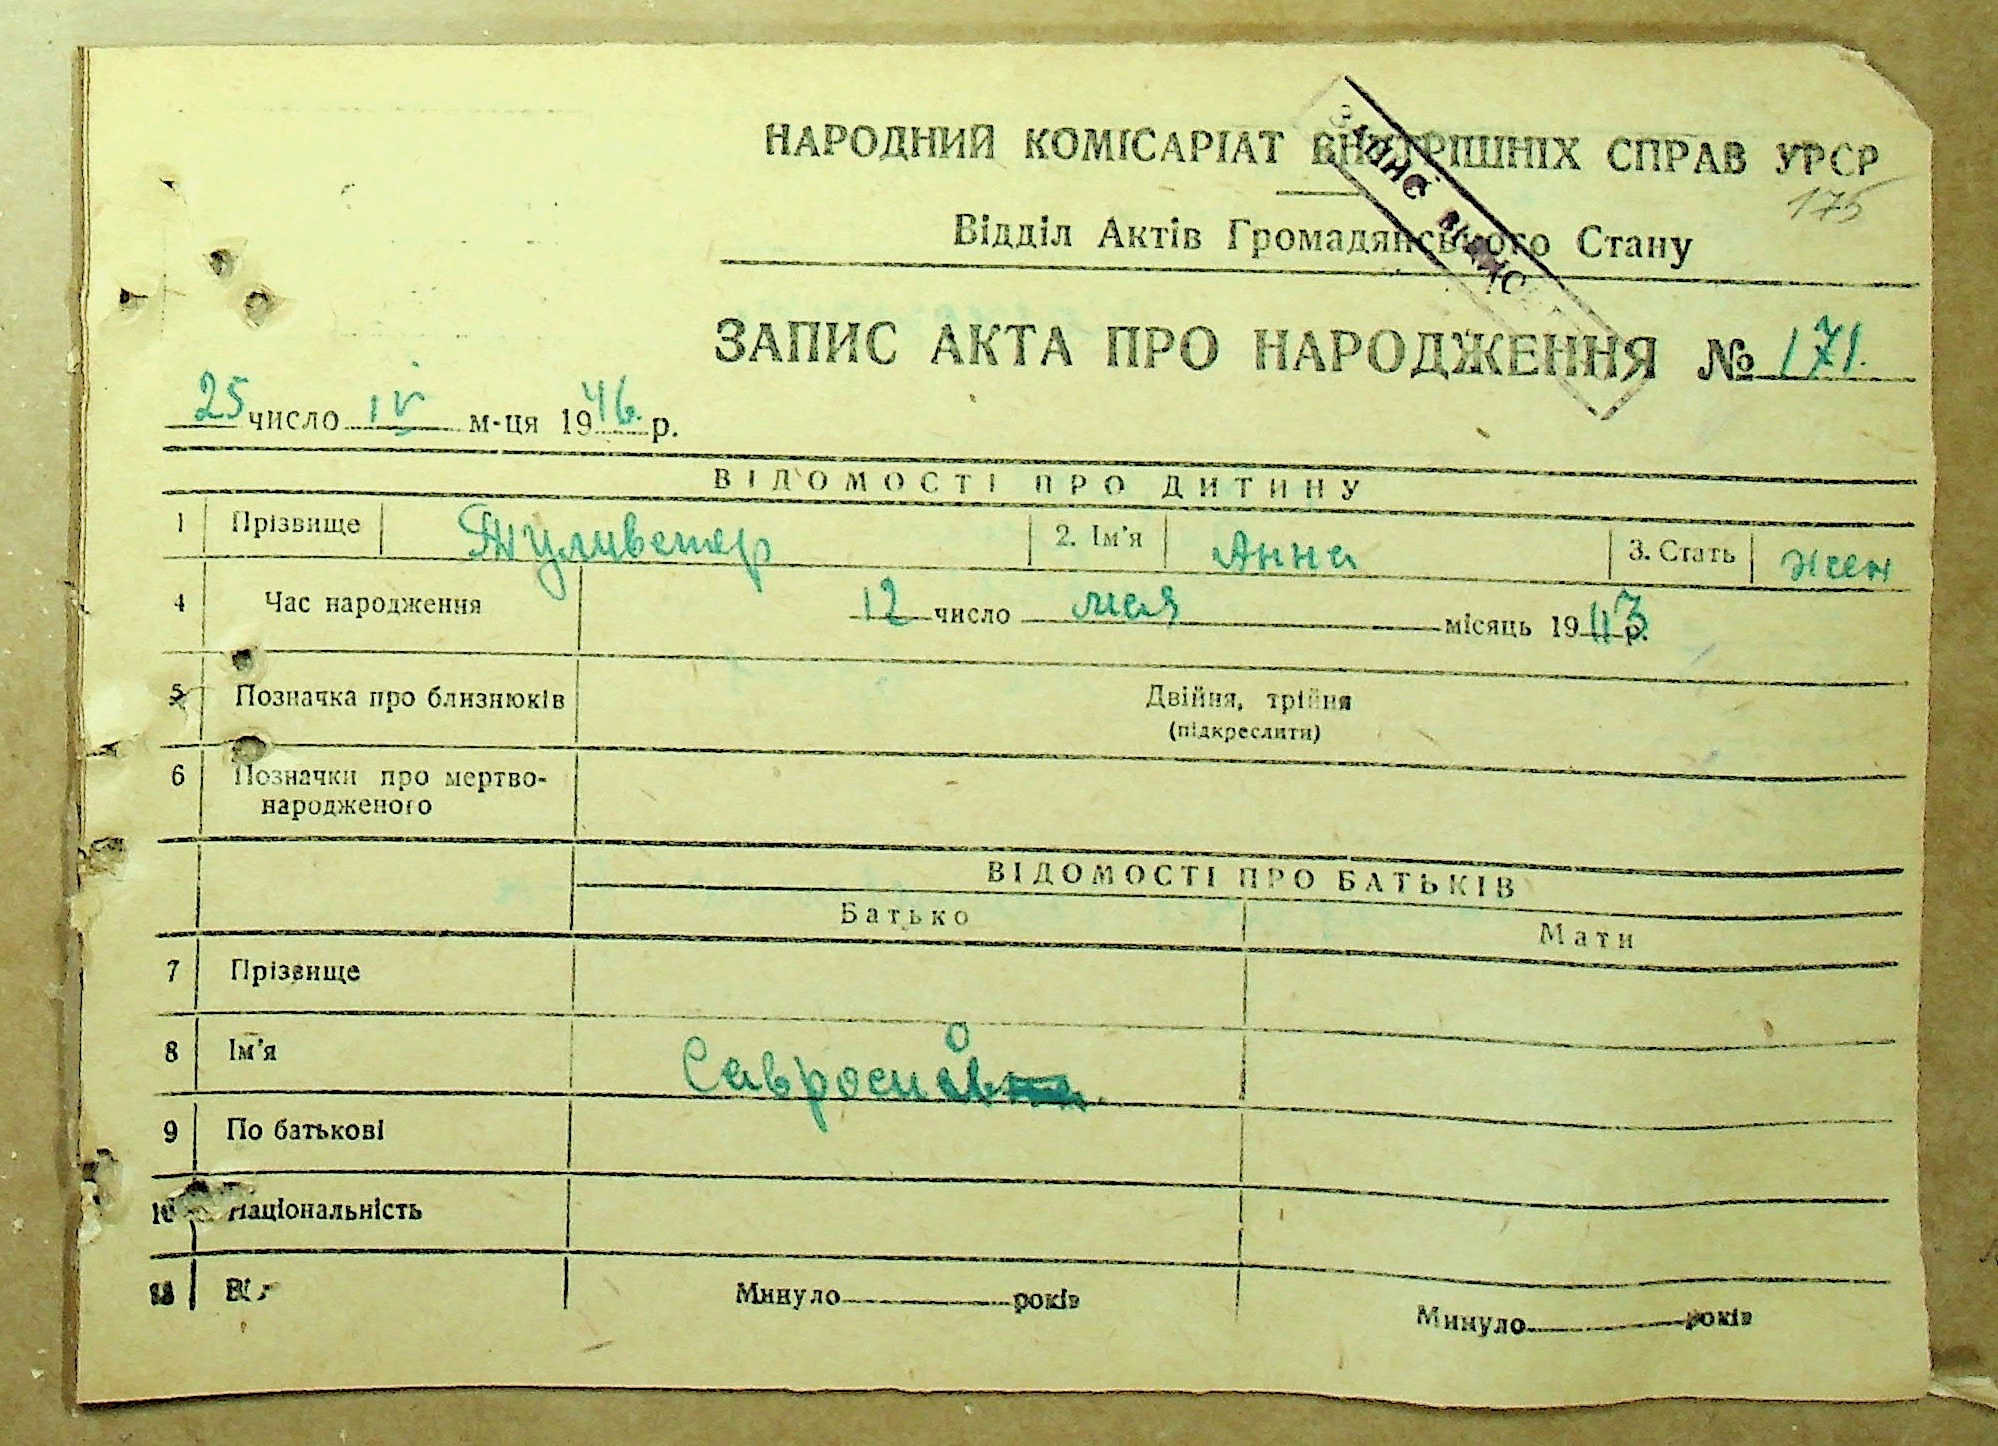 НАРОДНИЙ КОМІСАРІАТ ВНУТРІШНІХ СПРАВ УРСР
175
Відділ Актів Громадянського Стану
ЗАПИС АКТА ПРО НАРОДЖЕННЯ № 171.
25 число IV м-ця 1946. р.
ВІДОМОСТІ ПРО ДИТИНУ
1 Прізвище 2. Ім'я Анна 3. Стать жен
4 Час народження 12 число мая місяць 1943 р.
5 Позначка про близнюків Двійня, трійня
(підкреслити)
6 Позначки про мертво-
народженого
ВІДОМОСТІ ПРО БАТЬКІВ
Батько Мати
7 Прізвище
8 Ім'я
9 По батькові
10 Національність
Минуло років Минуло років